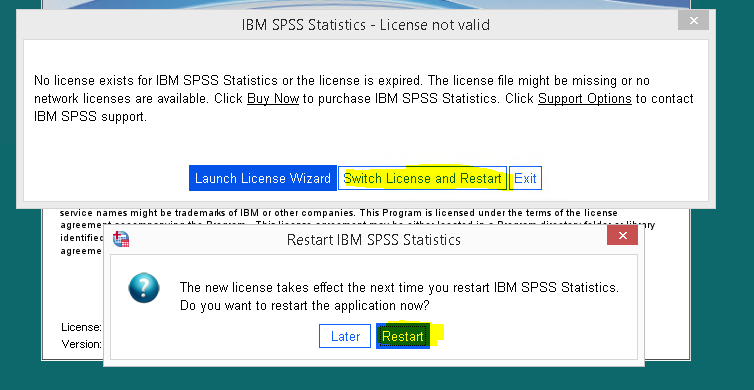 IBM SPSS Statistics - License not valid
No license exists for IBM SPSS Statistics or the license is expired. The license file might be missing or no
network licenses are available. Click Buy Now to purchase IBM SPSS Statistics. Click Support Options to contact
IBM SPSS support.
Launch License Wizard Switch License and Restart Exit
service names might be trademarks of IBM or other companies. This Program is licensed under the terms of the license
identified
agreeme
Restart IBM SPSS Statistics
The new license takes effect the next time you restart IBM SPSS Statistics.
Do you want to restart the application now?
License:
Later Restart
Version: